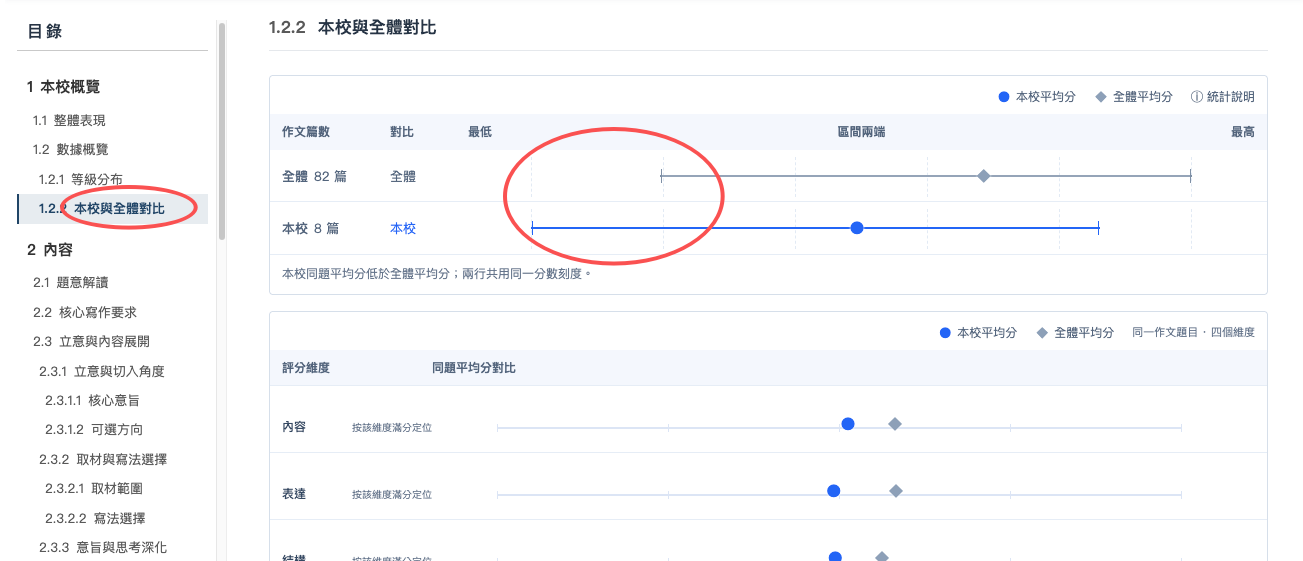 目錄
1 本校概覽
1.1 整體表現
1.2 數據概覽
1.2.1 等級分布
1.2.2 本校與全體對比
2 內容
2.1 題意解讀
2.2 核心寫作要求
2.3 立意與內容展開
2.3.1 立意與切入角度
2.3.1.1 核心意旨
2.3.1.2 可選方向
2.3.2 取材與寫法選擇
2.3.2.1 取材範圍
2.3.2.2 寫法選擇
2.3.3 意旨與思考深化
1.2.2 本校與全體對比
本校平均分 全體平均分 ⓘ 統計說明
作文篇數 對比 最低 區間兩端 最高
全體 82 篇 全體
本校 8 篇 本校
本校同題平均分低於全體平均分；兩行共用同一分數刻度。
本校平均分 全體平均分 同一作文題目 · 四個維度
評分維度 同題平均分對比
內容 按該維度滿分定位
表達 按該維度滿分定位
結構 按該維度滿分定位